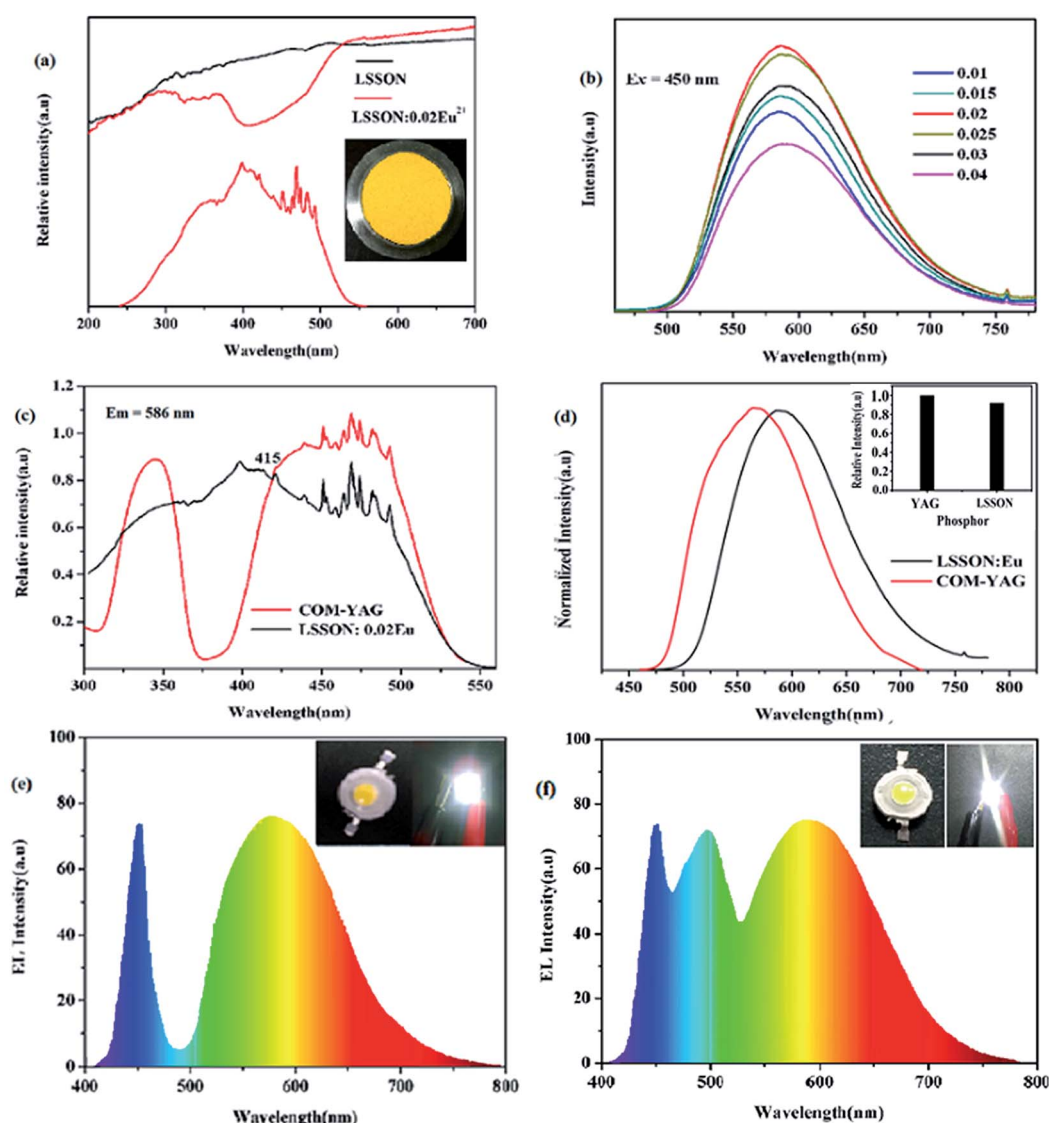 (a)
LSSON
LSSON:0.02Eu²⁺
Relative intensity(a.u)
200 300 400 500 600 700
Wavelength(nm)
(b)
Ex = 450 nm
0.01
0.015
0.02
0.025
0.03
0.04
Intensity(a.u)
500 550 600 650 700 750
Wavelength(nm)
(c)
Em = 586 nm
415
COM-YAG
LSSON: 0.02Eu
Relative intensity(a.u)
1.2
1.0
0.8
0.6
0.4
0.2
300 350 400 450 500 550
Wavelength(nm)
(d)
Relative Intensity(a.u)
1.0
0.8
0.6
0.4
0.2
0.0
YAG LSSON
Phosphor
LSSON:Eu
COM-YAG
Normalized Intensity(a.u)
450 500 550 600 650 700 750 800
Wavelength(nm)
(e)
EL Intensity(a.u)
100
80
60
40
20
0
400 500 600 700 800
Wavelength(nm)
(f)
EL Intensity(a.u)
100
80
60
40
20
0
400 500 600 700 800
Wavelength(nm)